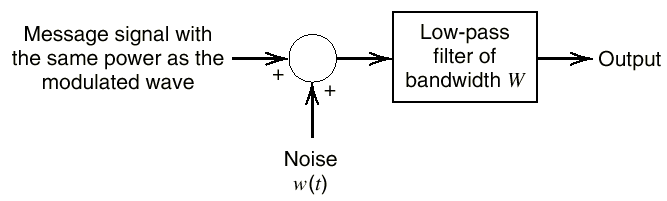 Message signal with
the same power as the
modulated wave
+
+
Noise
w(t)
Low-pass
filter of
bandwidth W
Output